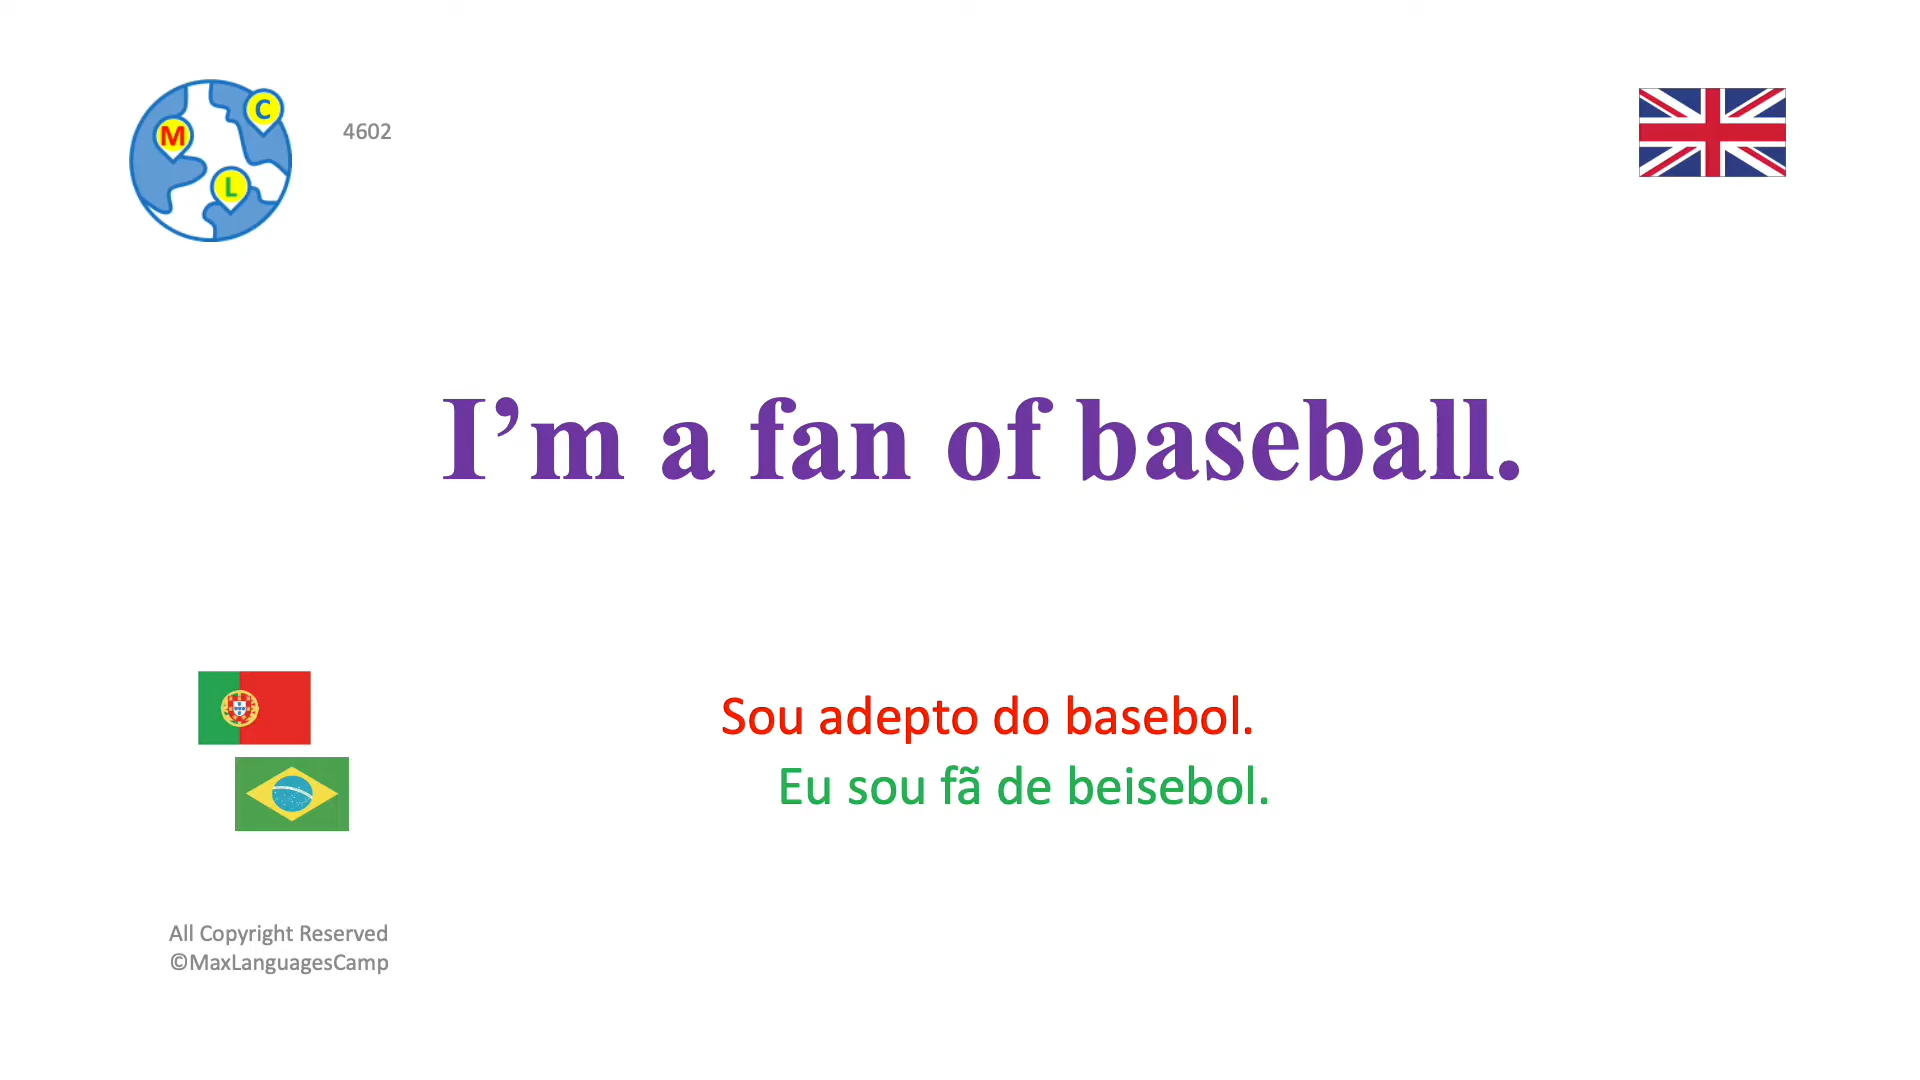 M
C
L
4602
I’m a fan of baseball.
Sou adepto do basebol.
Eu sou fã de beisebol.
All Copyright Reserved
©MaxLanguagesCamp